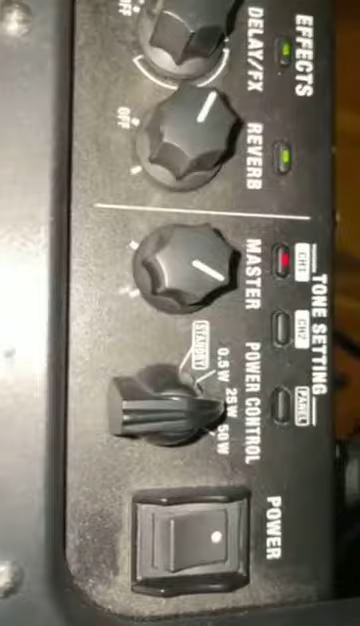 EFFECTS
TONE SETTING
CH1
CH2
PANEL
DELAY/FX
REVERB
MASTER
POWER CONTROL
POWER
OFF
OFF
STANDBY
0.5W
25W
50W